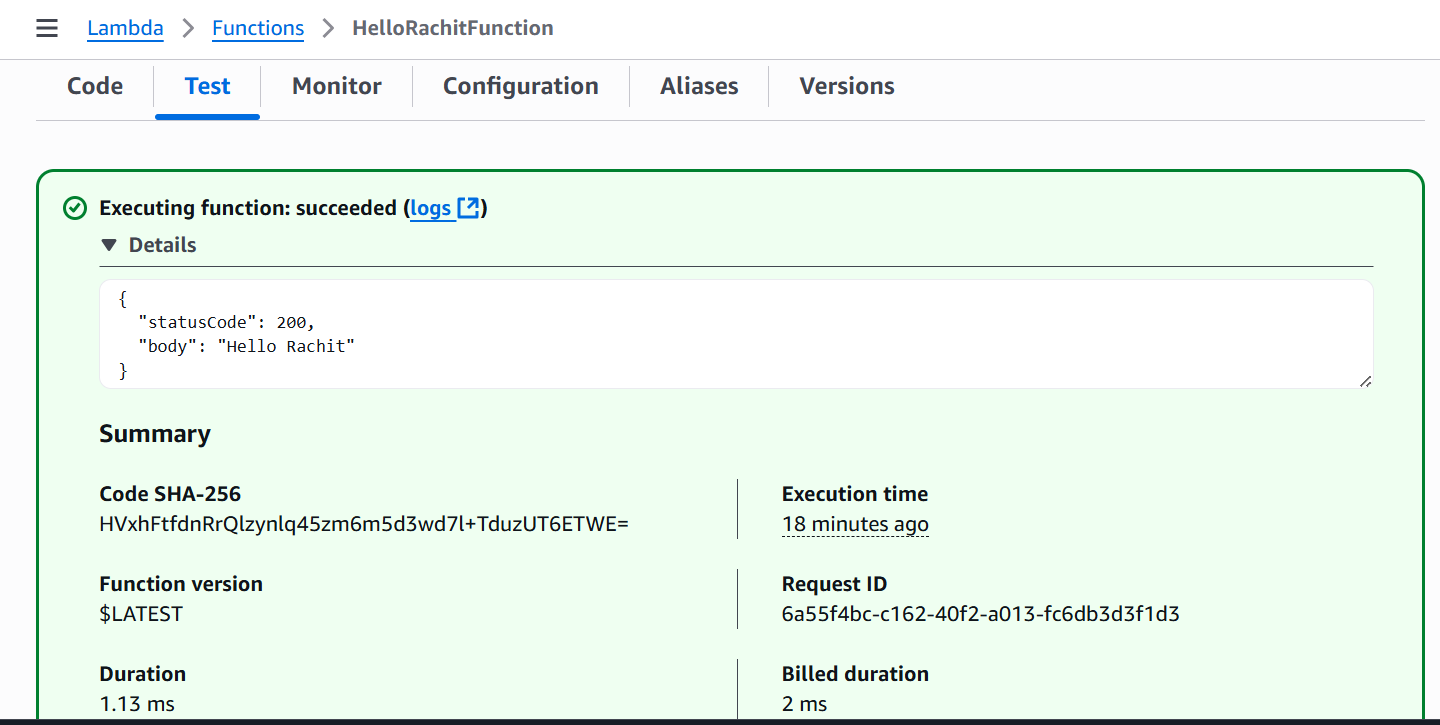 Lambda > Functions > HelloRachitFunction
Code Test Monitor Configuration Aliases Versions
Executing function: succeeded (logs)
Details
{
"statusCode": 200,
"body": "Hello Rachit"
}
Summary
Code SHA-256
HVxhFtfdnRrQlzynlq45zm6m5d3wd7l+TduzUT6ETWE=
Execution time
18 minutes ago
Function version
$LATEST
Request ID
6a55f4bc-c162-40f2-a013-fc6db3d3f1d3
Duration
1.13 ms
Billed duration
2 ms